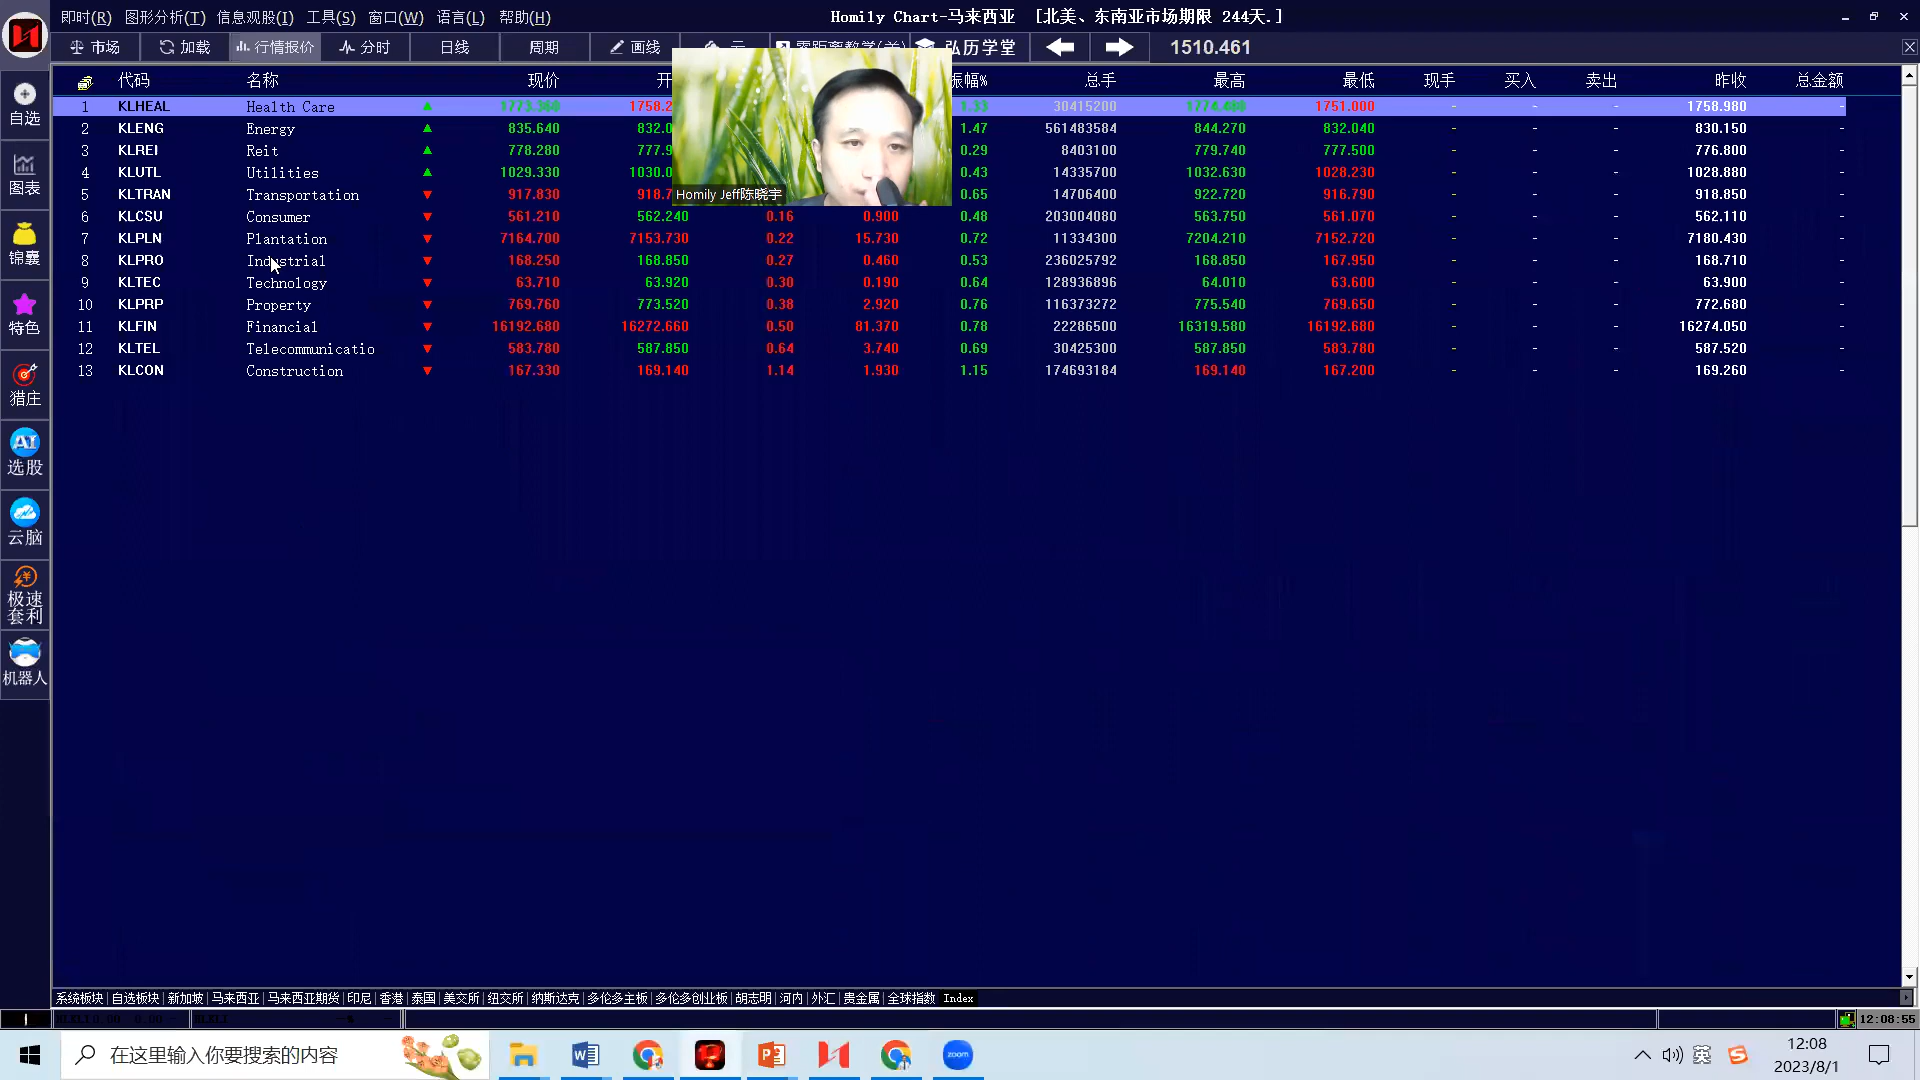 即时(R) 图形分析(T) 信息观股(I) 工具(S) 窗口(W) 语言(L) 帮助(H) Homily Chart-马来西亚 [北美、东南亚市场期限 244天.]
市场 加载 行情报价 分时 日线 周期 画线 弘历学堂 1510.461
代码 名称 现价 开 振幅% 总手 最高 最低 现手 买入 卖出 昨收 总金额
1 KLHEAL Health Care ▲ 1773.360 1758.2 1.33 30415200 1774.480 1751.000 - - - 1758.980 -
2 KLENG Energy ▲ 835.640 832.0 1.47 561483584 844.270 832.040 - - - 830.150 -
3 KLREI Reit ▲ 778.280 777.9 0.29 8403100 779.740 777.500 - - - 776.800 -
4 KLUTL Utilities ▲ 1029.330 1030.0 0.43 14335700 1032.630 1028.230 - - - 1028.880 -
5 KLTRAN Transportation ▼ 917.830 918.7 0.65 14706400 922.720 916.790 - - - 918.850 -
6 KLCSU Consumer ▼ 561.210 562.240 0.16 0.900 0.48 203004080 563.750 561.070 - - - 562.110 -
7 KLPLN Plantation ▼ 7164.700 7153.730 0.22 15.730 0.72 11334300 7204.210 7152.720 - - - 7180.430 -
8 KLPRO Industrial ▼ 168.250 168.850 0.27 0.460 0.53 236025792 168.850 167.950 - - - 168.710 -
9 KLTEC Technology ▼ 63.710 63.920 0.30 0.190 0.64 128936896 64.010 63.600 - - - 63.900 -
10 KLPRP Property ▼ 769.760 773.520 0.38 2.920 0.76 116373272 775.540 769.650 - - - 772.680 -
11 KLFIN Financial ▼ 16192.680 16272.660 0.50 81.370 0.78 22286500 16319.580 16192.680 - - - 16274.050 -
12 KLTEL Telecommunicatio ▼ 583.780 587.850 0.64 3.740 0.69 30425300 587.850 583.780 - - - 587.520 -
13 KLCON Construction ▼ 167.330 169.140 1.14 1.930 1.15 174693184 169.140 167.200 - - - 169.260 -
Homily Jeff陈晓宇
自选
图表
锦囊
特色
猎庄
AI
选股
云脑
极速
套利
机器人
系统板块 自选板块 新加坡 马来西亚 马来西亚期货 印尼 香港 泰国 美交所 纽交所 纳斯达克 多伦多主板 多伦多创业板 胡志明 河内 外汇 贵金属 全球指数 Index
12:08:55
在这里输入你要搜索的内容 zoom 英 12:08
2023/8/1